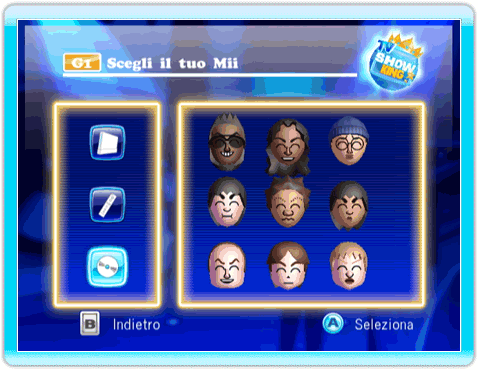 G1 Scegli il tuo Mii
TV
SHOW
KING
B Indietro
A Seleziona